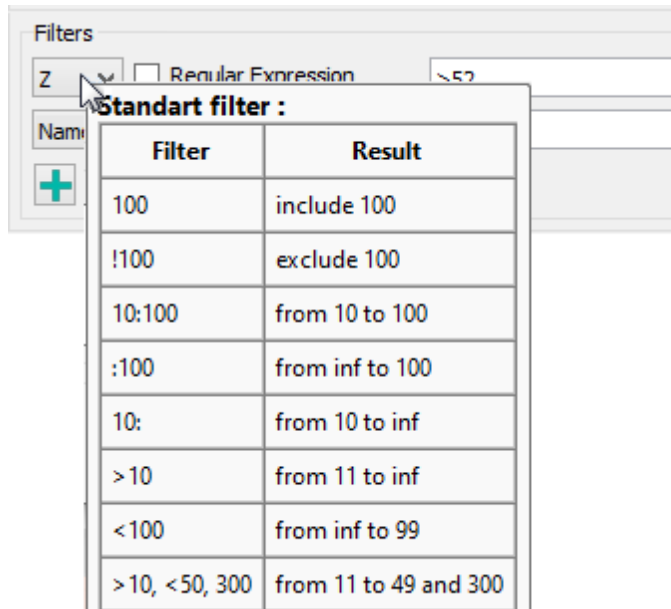 Filters
Z Regular Expression >52
Name
Standart filter :
Filter Result
100 include 100
!100 exclude 100
10:100 from 10 to 100
:100 from inf to 100
10: from 10 to inf
>10 from 11 to inf
<100 from inf to 99
>10, <50, 300 from 11 to 49 and 300